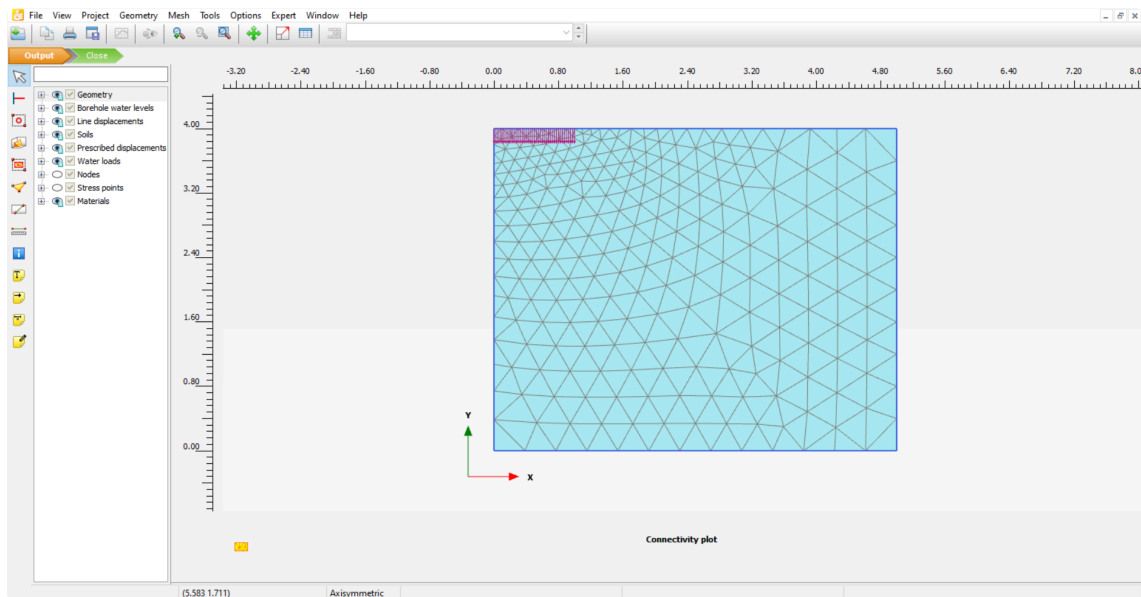 File View Project Geometry Mesh Tools Options Expert Window Help
Output Close
-3.20 -2.40 -1.60 -0.80 0.00 0.80 1.60 2.40 3.20 4.00 4.80 5.60 6.40 7.20 8.0
Geometry
Borehole water levels
Line displacements
Soils
Prescribed displacements
Water loads
Nodes
Stress points
Materials
4.00
3.20
2.40
1.60
0.80
0.00
Y
X
Connectivity plot
(5.583 1.711) Axisymmetric